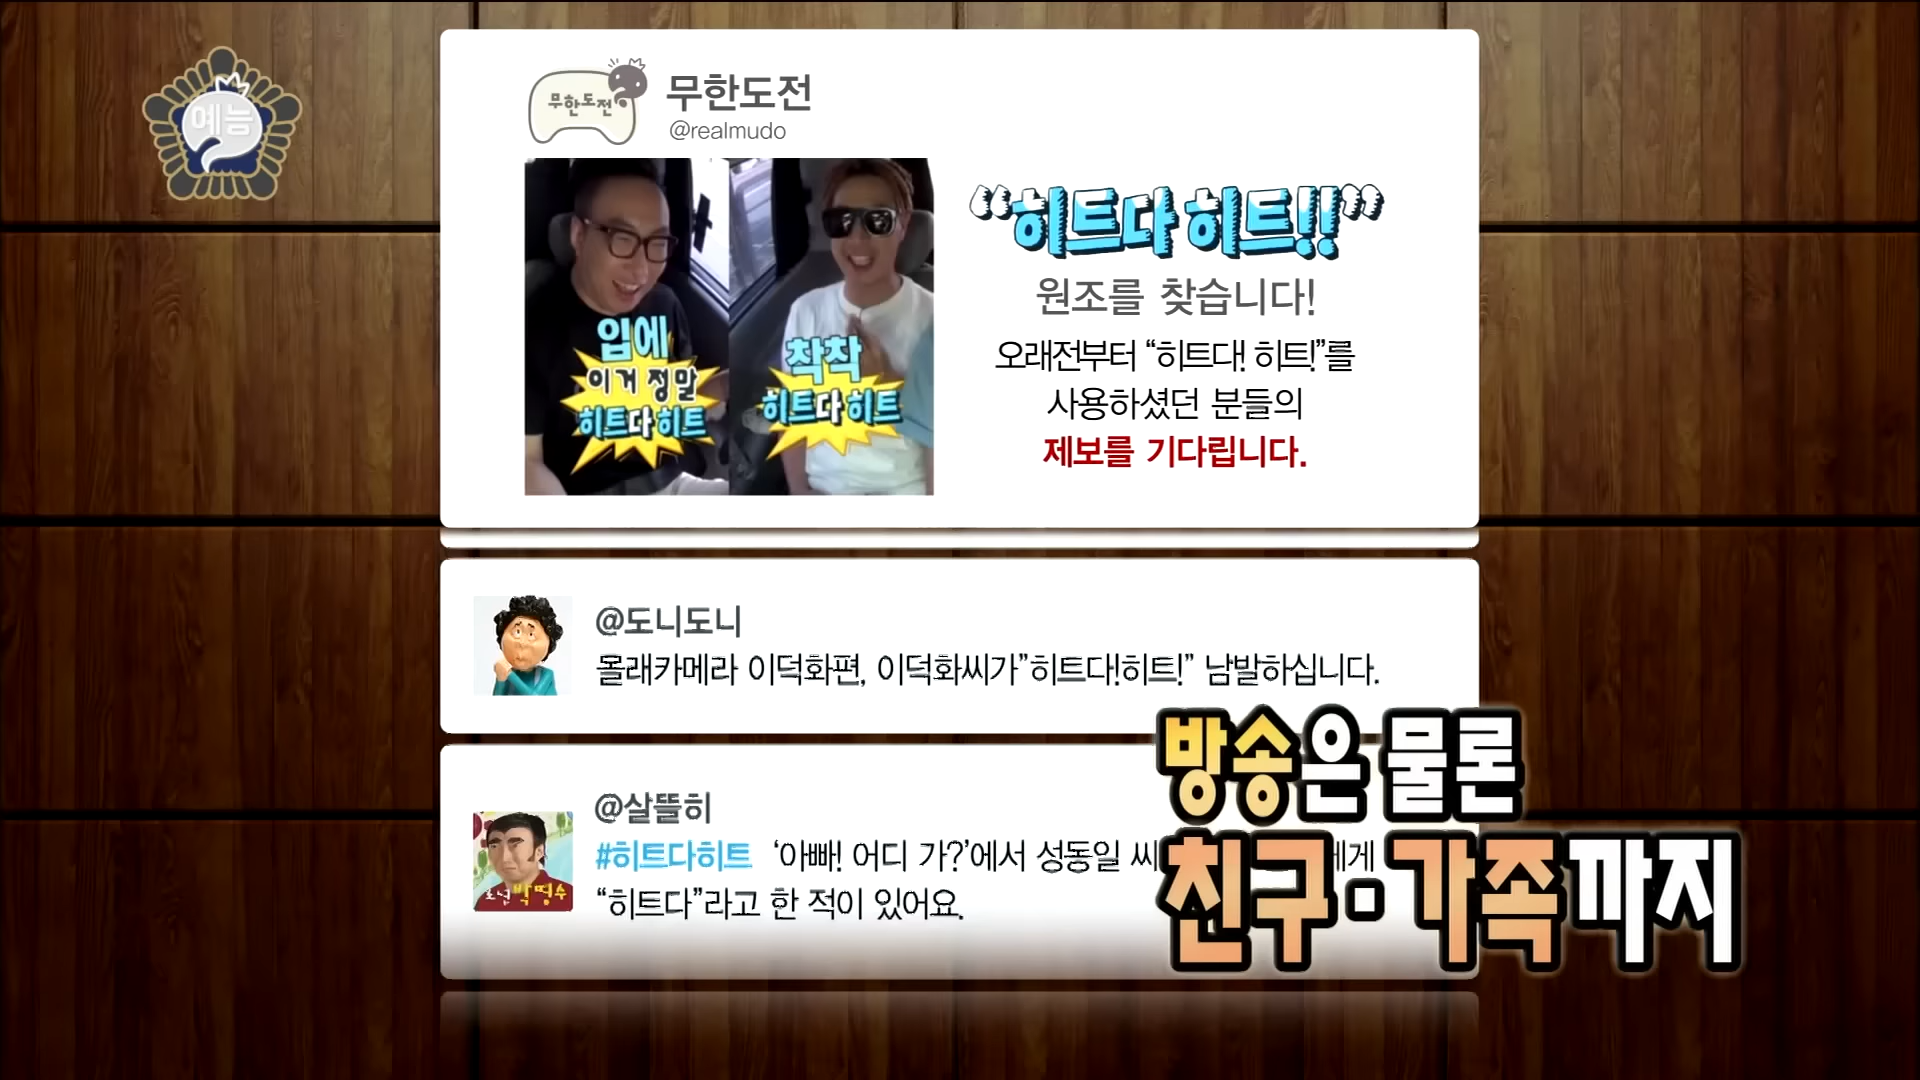 예능
무한도전
무한도전
@realmudo
입에
이거 정말
히트다 히트
착착
히트다 히트
“히트다 히트!!”
원조를 찾습니다!
오래전부터 “히트다! 히트!”를
사용하셨던 분들의
제보를 기다립니다.
@도니도니
몰래카메라 이덕화편, 이덕화씨가”히트다!히트!” 남발하십니다.
@살뜰히
#히트다히트 ‘아빠! 어디 가?’에서 성동일 씨 에게
“히트다”라고 한 적이 있어요.
박명수
방송은 물론
친구·가족까지